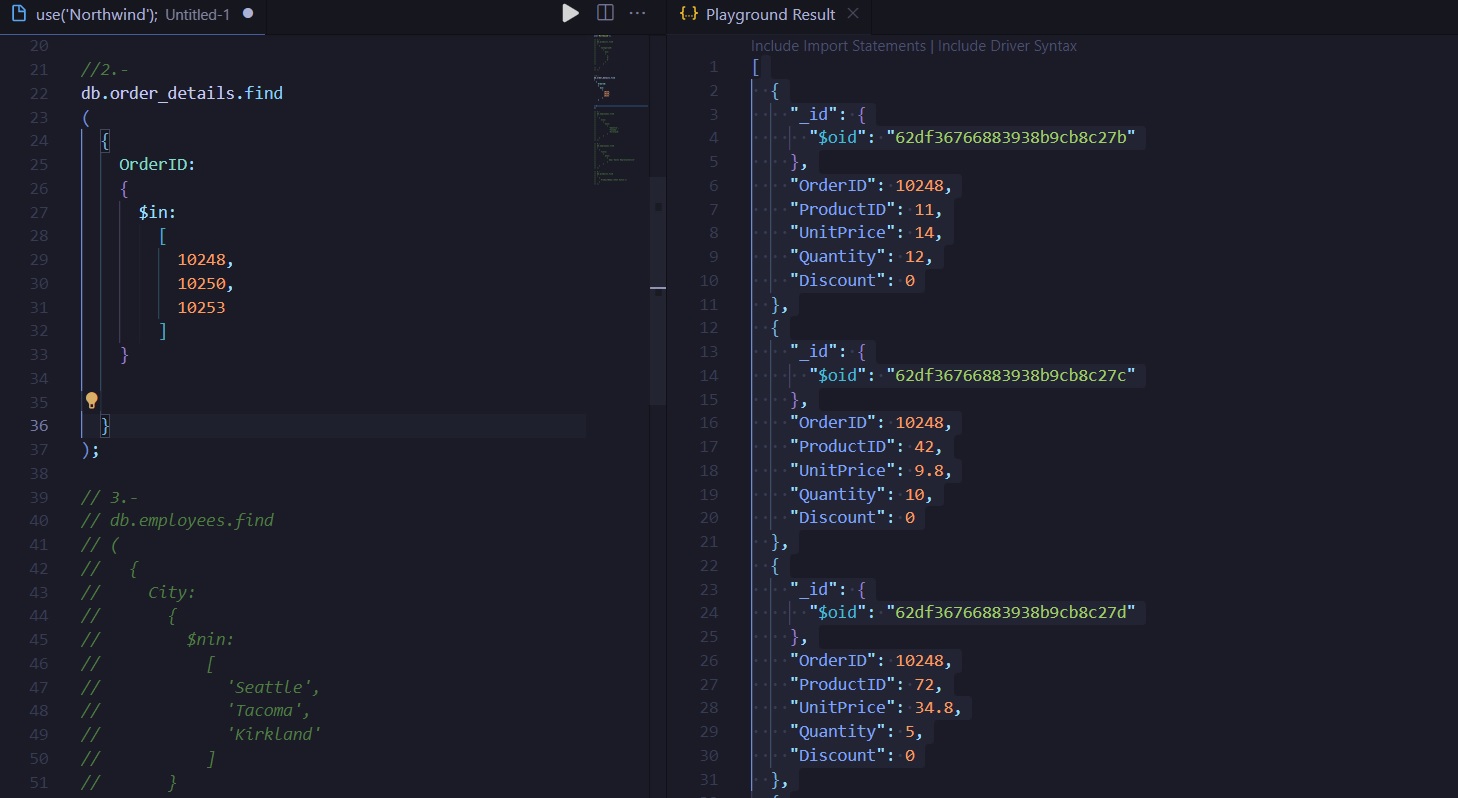 use('Northwind'); Untitled-1
20
21 //2.-
22 db.order_details.find
23 (
24 {
25 OrderID:
26 {
27 $in:
28 [
29 10248,
30 10250,
31 10253
32 ]
33 }
34
35
36 }
37 );
38
39 // 3.-
40 // db.employees.find
41 // (
42 // {
43 // City:
44 // {
45 // $nin:
46 // [
47 // 'Seattle',
48 // 'Tacoma',
49 // 'Kirkland'
50 // ]
51 // }
{..} Playground Result
Include Import Statements | Include Driver Syntax
1 [
2 {
3 "_id": {
4 "$oid": "62df36766883938b9cb8c27b"
5 },
6 "OrderID": 10248,
7 "ProductID": 11,
8 "UnitPrice": 14,
9 "Quantity": 12,
10 "Discount": 0
11 },
12 {
13 "_id": {
14 "$oid": "62df36766883938b9cb8c27c"
15 },
16 "OrderID": 10248,
17 "ProductID": 42,
18 "UnitPrice": 9.8,
19 "Quantity": 10,
20 "Discount": 0
21 },
22 {
23 "_id": {
24 "$oid": "62df36766883938b9cb8c27d"
25 },
26 "OrderID": 10248,
27 "ProductID": 72,
28 "UnitPrice": 34.8,
29 "Quantity": 5,
30 "Discount": 0
31 },